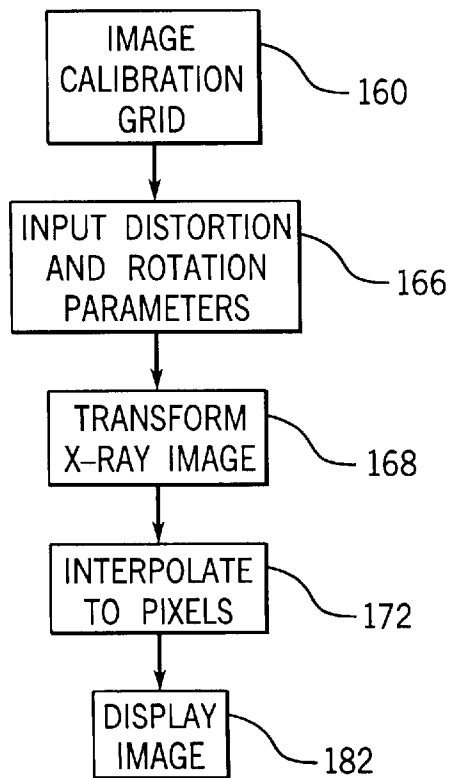 IMAGE
CALIBRATION
GRID
160
INPUT DISTORTION
AND ROTATION
PARAMETERS
166
TRANSFORM
X-RAY IMAGE
168
INTERPOLATE
TO PIXELS
172
DISPLAY
IMAGE
182